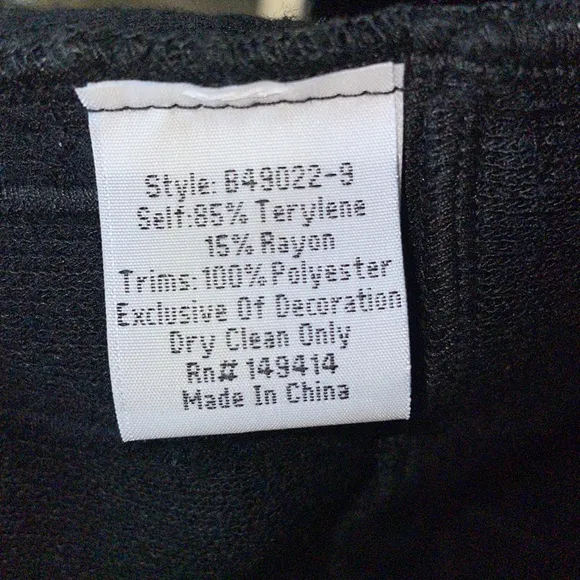 Style: B49022-9
Self:85% Terylene
15% Rayon
Trims:100% Polyester
Exclusive Of Decoration
Dry Clean Only
Rn# 149414
Made In China